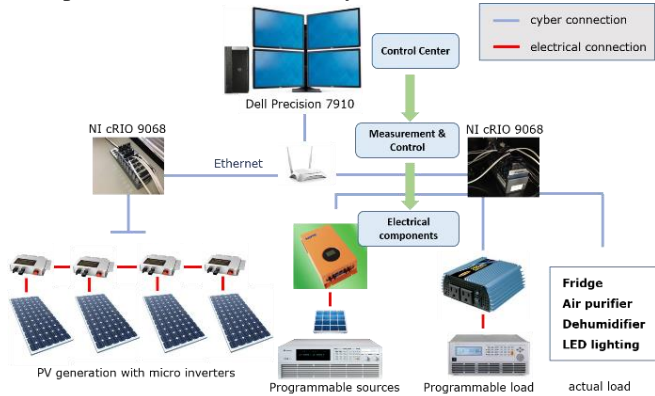 cyber connection
electrical connection
Control Center
Dell Precision 7910
NI cRIO 9068
Measurement &
Control
NI cRIO 9068
Ethernet
Electrical
components
Fridge
Air purifier
Dehumidifier
LED lighting
PV generation with micro inverters
Programmable sources
Programmable load
actual load